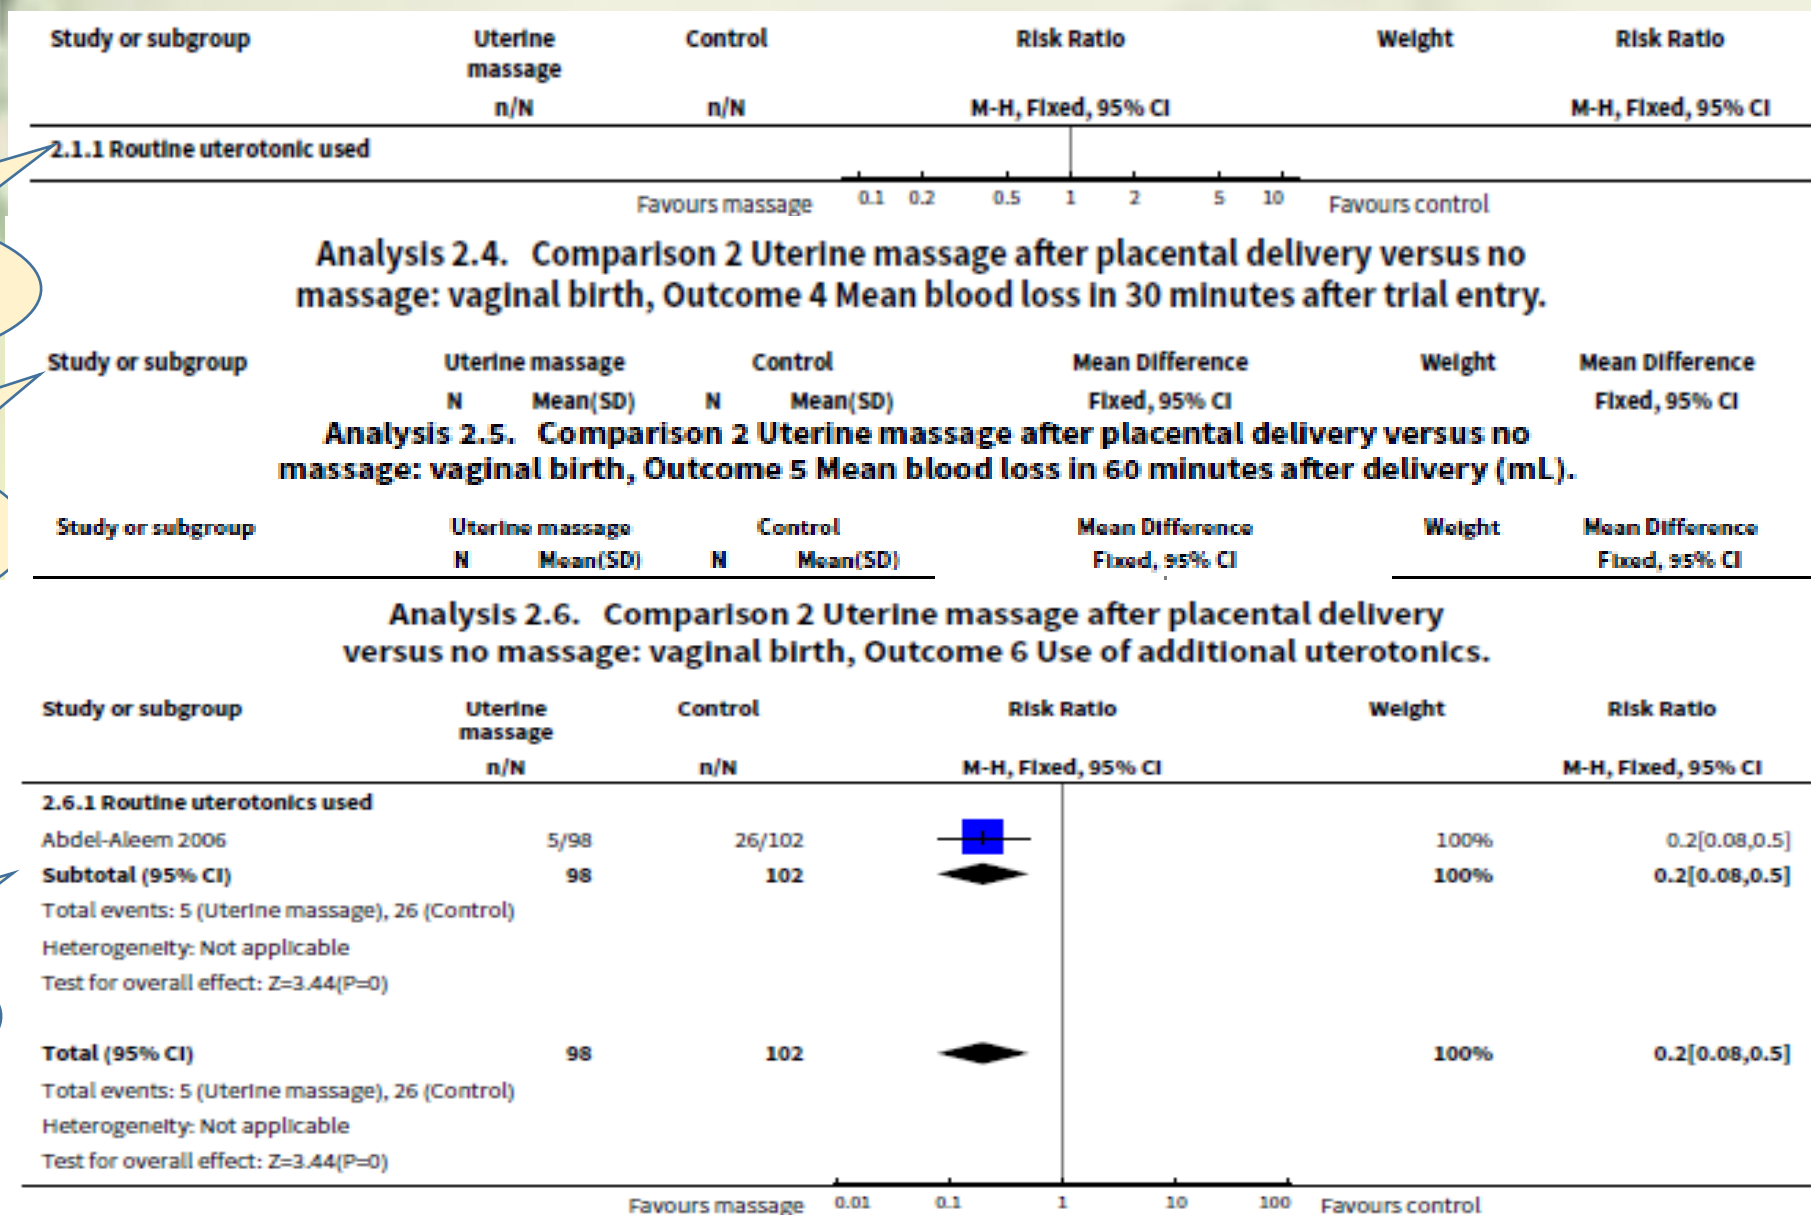 Study or subgroup Uterine massage Control Risk Ratio Weight Risk Ratio
n/N n/N M-H, Fixed, 95% CI M-H, Fixed, 95% CI
2.1.1 Routine uterotonic used
Favours massage 0.1 0.2 0.5 1 2 5 10 Favours control
Analysis 2.4. Comparison 2 Uterine massage after placental delivery versus no
massage: vaginal birth, Outcome 4 Mean blood loss in 30 minutes after trial entry.
Study or subgroup Uterine massage Control Mean Difference Weight Mean Difference
N Mean(SD) N Mean(SD) Fixed, 95% CI Fixed, 95% CI
Analysis 2.5. Comparison 2 Uterine massage after placental delivery versus no
massage: vaginal birth, Outcome 5 Mean blood loss in 60 minutes after delivery (mL).
Study or subgroup Uterine massage Control Mean Difference Weight Mean Difference
N Mean(SD) N Mean(SD) Fixed, 95% CI Fixed, 95% CI
Analysis 2.6. Comparison 2 Uterine massage after placental delivery
versus no massage: vaginal birth, Outcome 6 Use of additional uterotonics.
Study or subgroup Uterine massage Control Risk Ratio Weight Risk Ratio
n/N n/N M-H, Fixed, 95% CI M-H, Fixed, 95% CI
2.6.1 Routine uterotonics used
Abdel-Aleem 2006 5/98 26/102 100% 0.2[0.08,0.5]
Subtotal (95% CI) 98 102 100% 0.2[0.08,0.5]
Total events: 5 (Uterine massage), 26 (Control)
Heterogeneity: Not applicable
Test for overall effect: Z=3.44(P=0)
Total (95% CI) 98 102 100% 0.2[0.08,0.5]
Total events: 5 (Uterine massage), 26 (Control)
Heterogeneity: Not applicable
Test for overall effect: Z=3.44(P=0)
Favours massage 0.01 0.1 1 10 100 Favours control